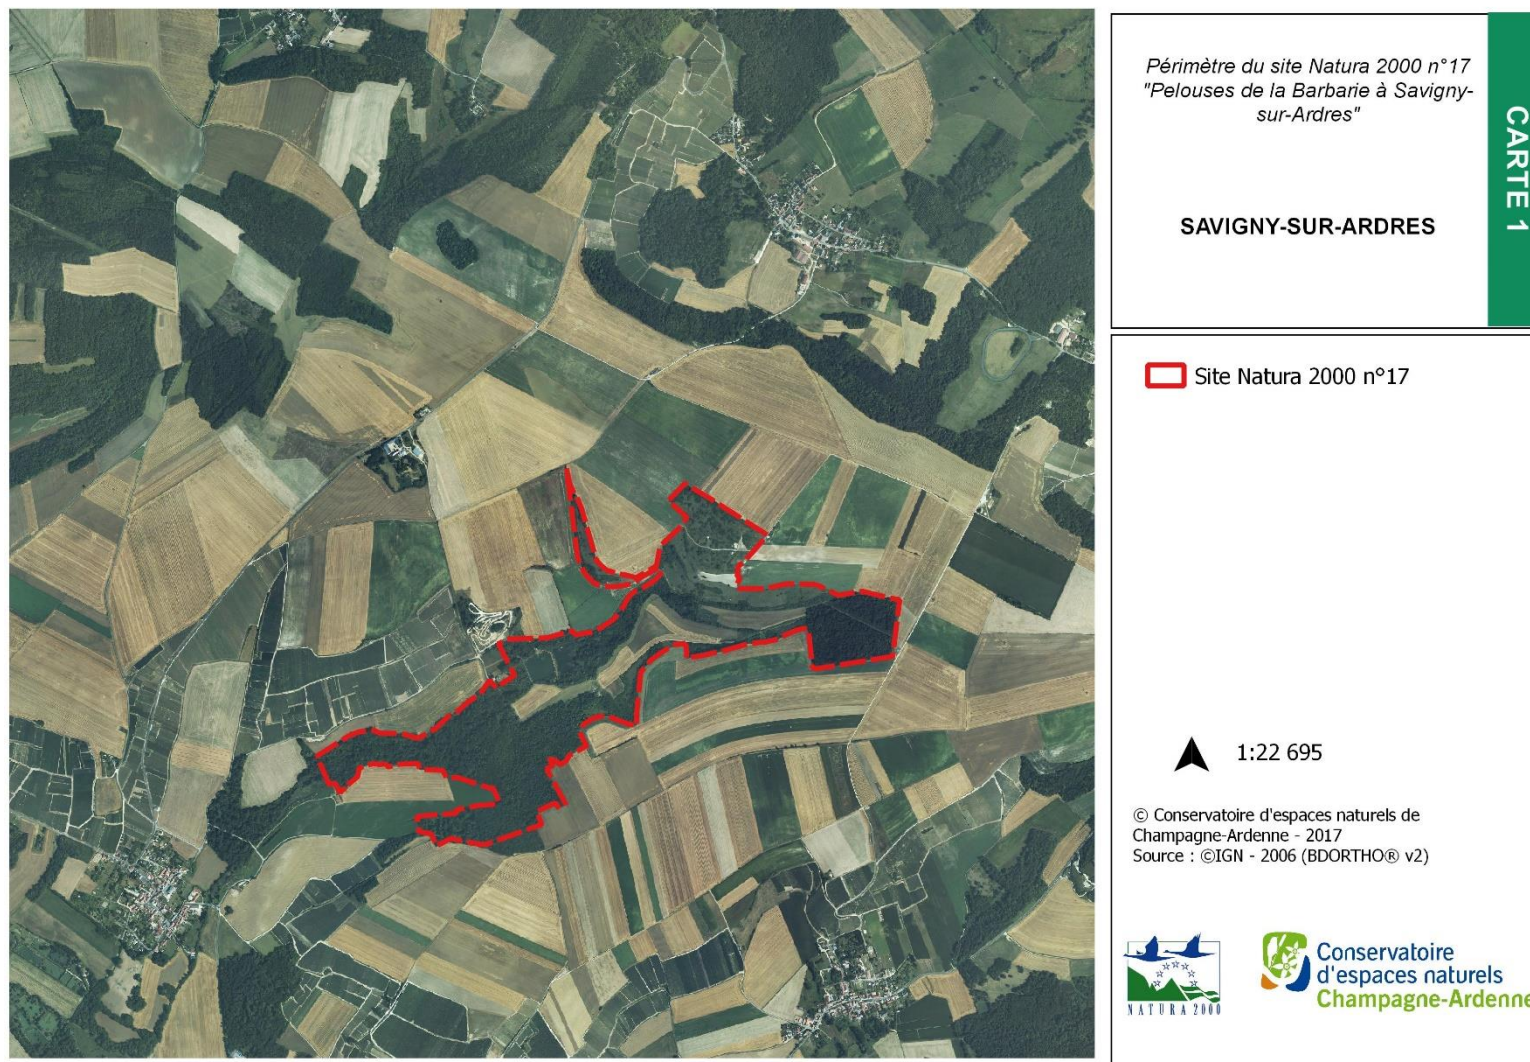 Périmètre du site Natura 2000 n°17
"Pelouses de la Barbarie à Savigny-
sur-Ardres"
SAVIGNY-SUR-ARDRES
CARTE 1
Site Natura 2000 n°17
1:22 695
© Conservatoire d'espaces naturels de
Champagne-Ardenne - 2017
Source : ©IGN - 2006 (BDORTHO® v2)
NATURA 2000
Conservatoire
d'espaces naturels
Champagne-Ardenne